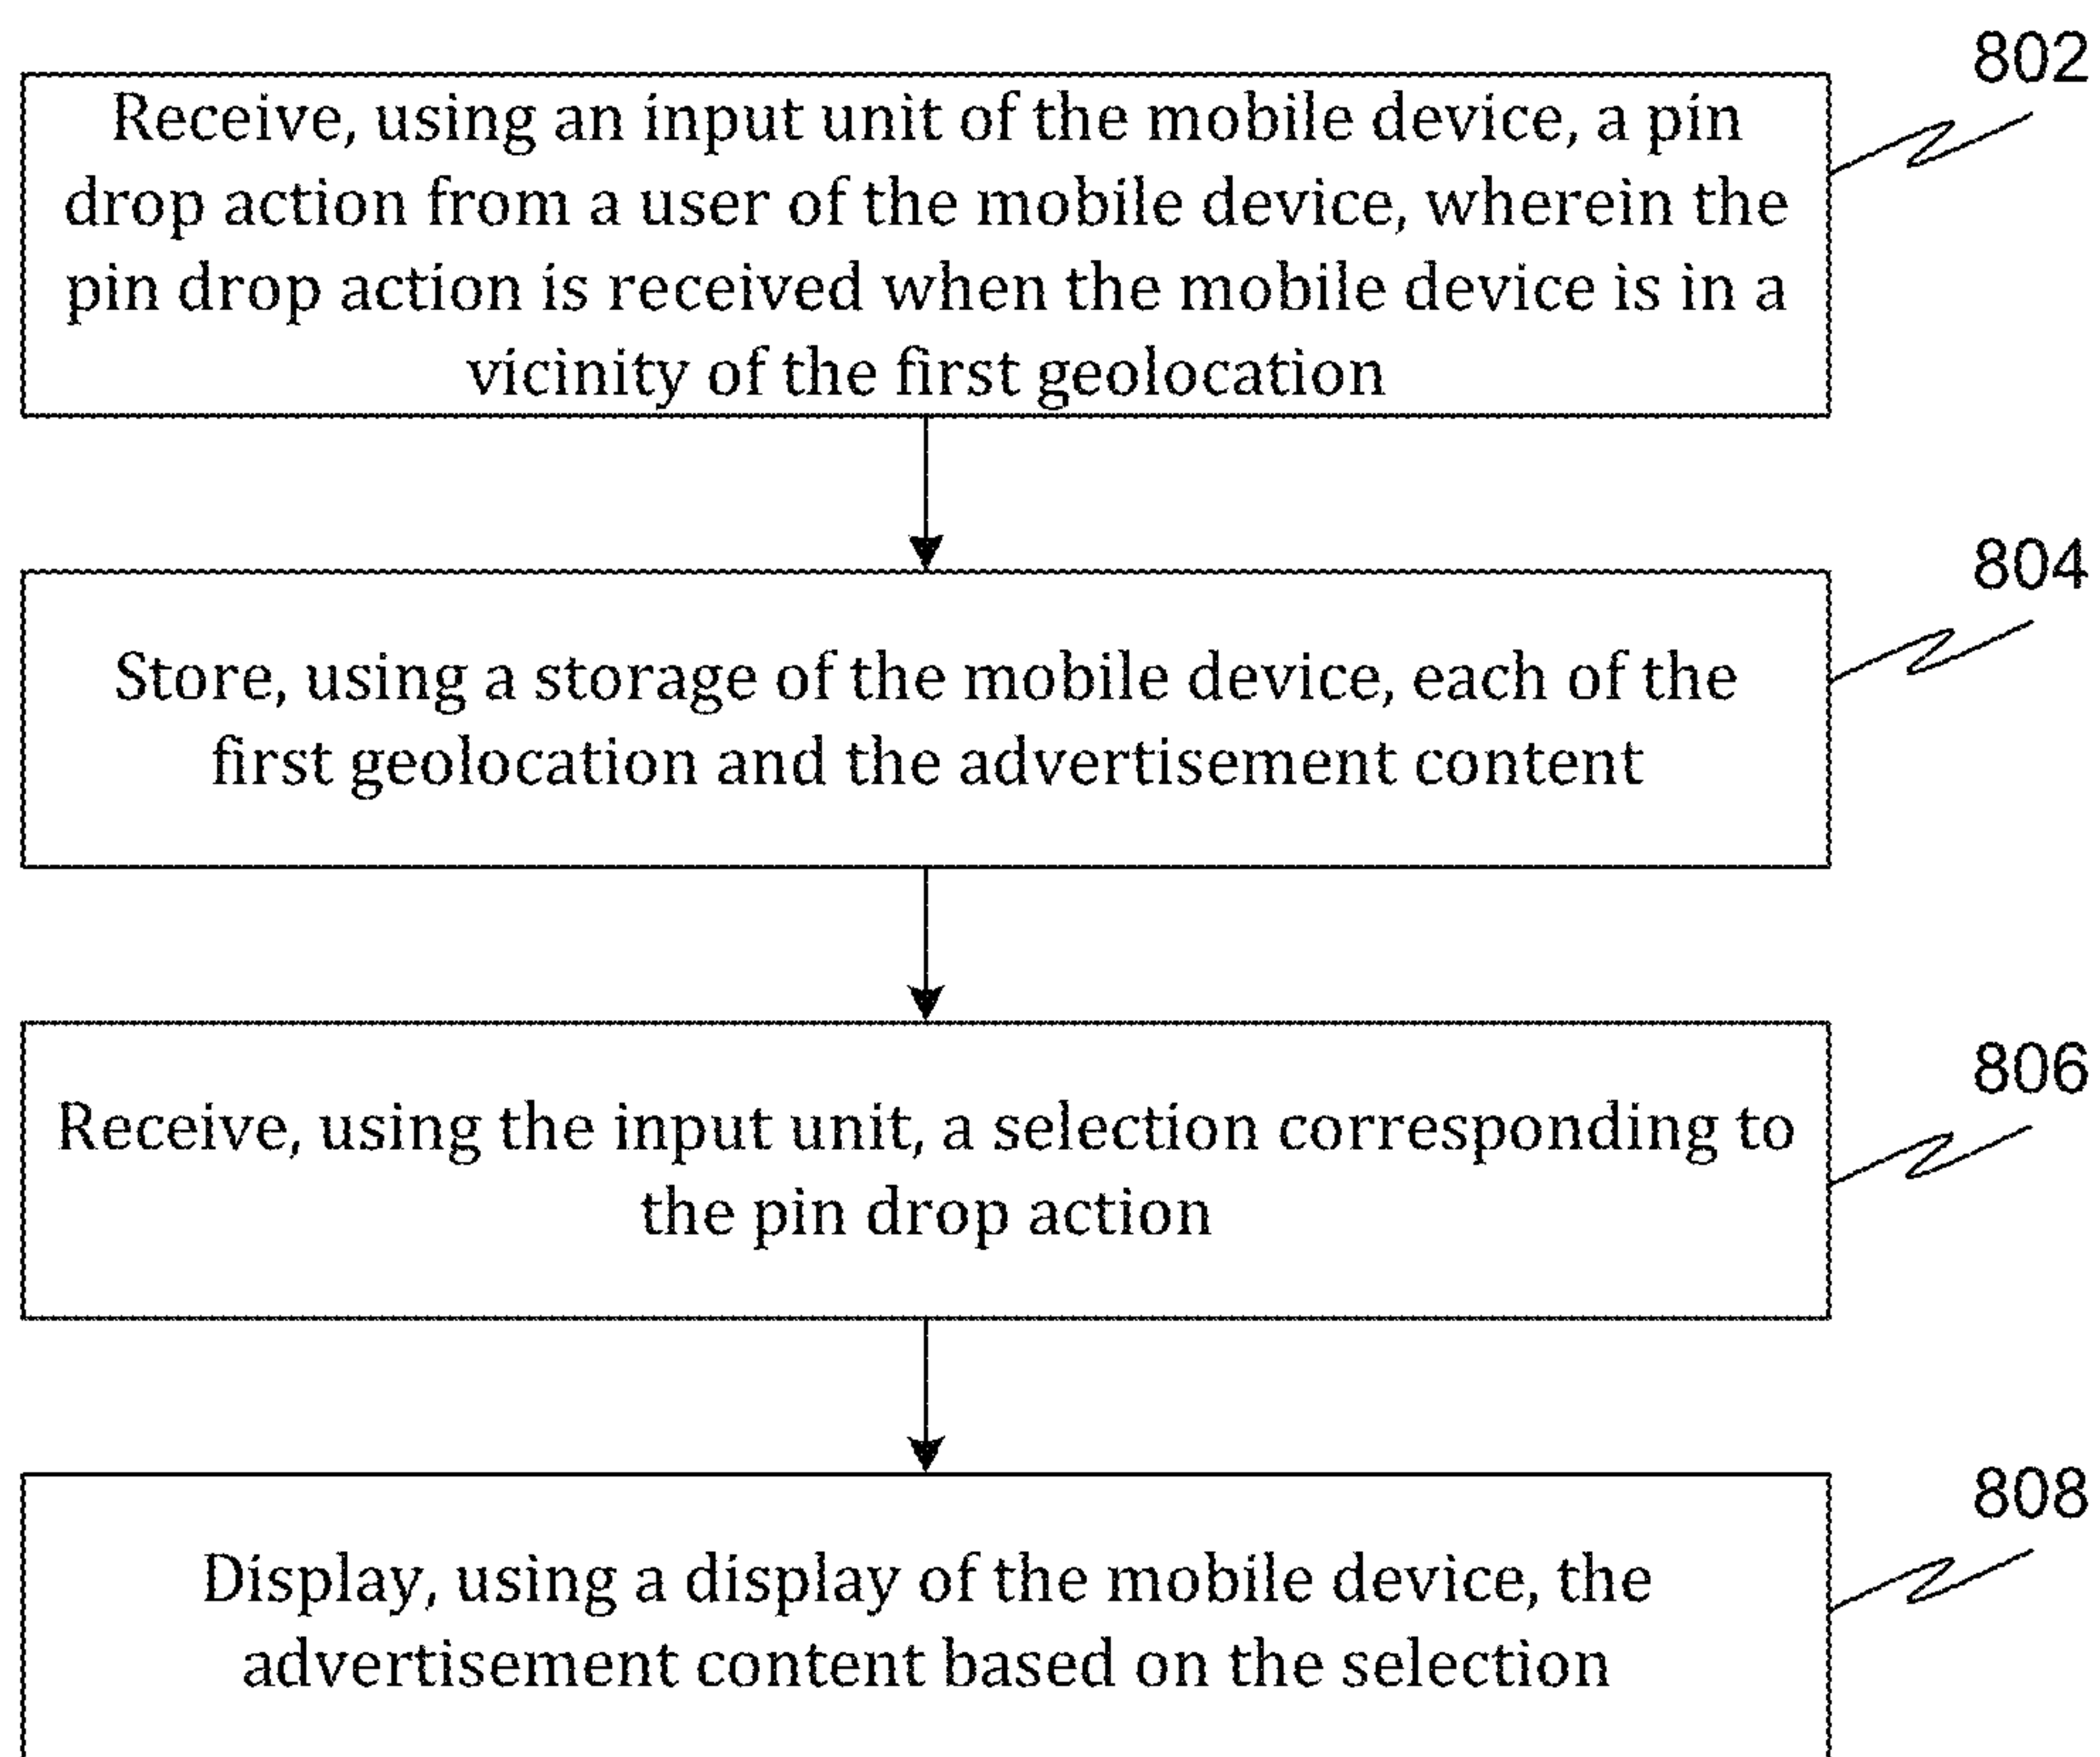 802
Receive, using an input unit of the mobile device, a pin
drop action from a user of the mobile device, wherein the
pin drop action is received when the mobile device is in a
vicinity of the first geolocation
804
Store, using a storage of the mobile device, each of the
first geolocation and the advertisement content
806
Receive, using the input unit, a selection corresponding to
the pin drop action
808
Display, using a display of the mobile device, the
advertisement content based on the selection